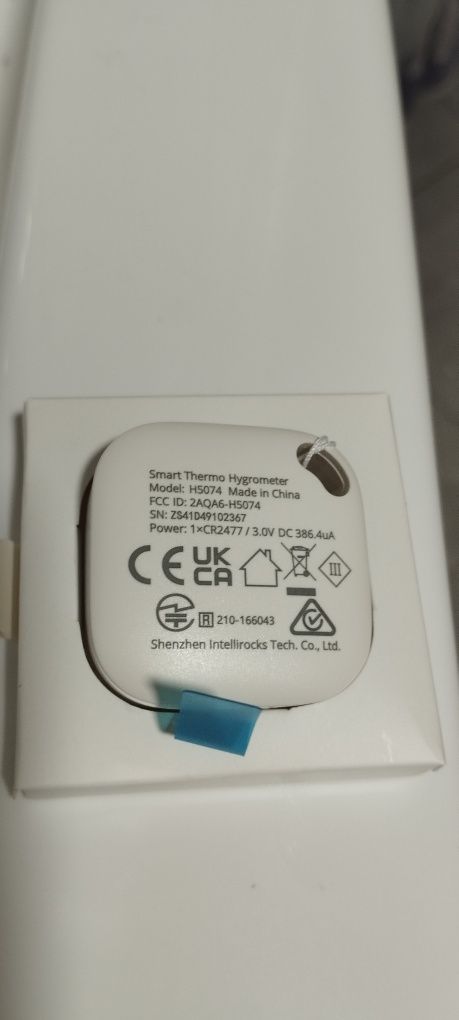 Smart Thermo Hygrometer
Model: H5074 Made in China
FCC ID: 2AQA6-H5074
SN: ZS41D49102367
Power: 1×CR2477 / 3.0V DC 386.4uA
CE UK CA III
R 210-166043
Shenzhen Intellirocks Tech. Co., Ltd.